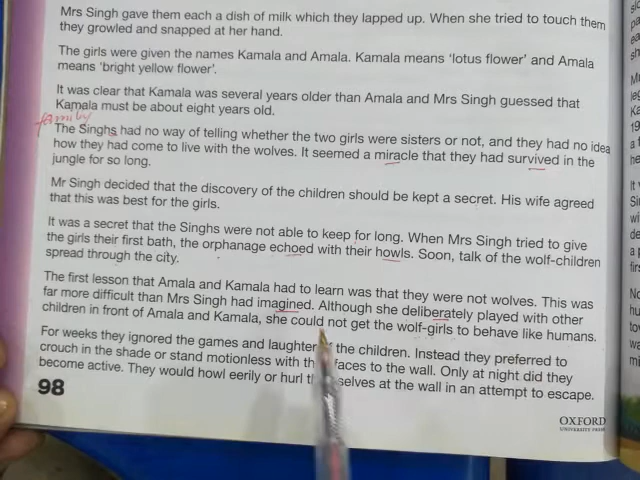 Mrs Singh gave them each a dish of milk which they lapped up. When she tried to touch them
they growled and snapped at her hand.
The girls were given the names Kamala and Amala. Kamala means 'lotus flower' and Amala
means 'bright yellow flower'.
It was clear that Kamala was several years older than Amala and Mrs Singh guessed that
Kamala must be about eight years old.
family
The Singhs had no way of telling whether the two girls were sisters or not, and they had no idea
how they had come to live with the wolves. It seemed a miracle that they had survived in the
jungle for so long.
Mr Singh decided that the discovery of the children should be kept a secret. His wife agreed
that this was best for the girls.
It was a secret that the Singhs were not able to keep for long. When Mrs Singh tried to give
the girls their first bath, the orphanage echoed with their howls. Soon, talk of the wolf-children
spread through the city.
The first lesson that Amala and Kamala had to learn was that they were not wolves. This was
far more difficult than Mrs Singh had imagined. Although she deliberately played with other
children in front of Amala and Kamala, she could not get the wolf-girls to behave like humans.
For weeks they ignored the games and laughter the children. Instead they preferred to
crouch in the shade or stand motionless with faces to the wall. Only at night did they
become active. They would howl eerily or hurl at the wall in an attempt to escape.
98
OXFORD
UNIVERSITY PRESS